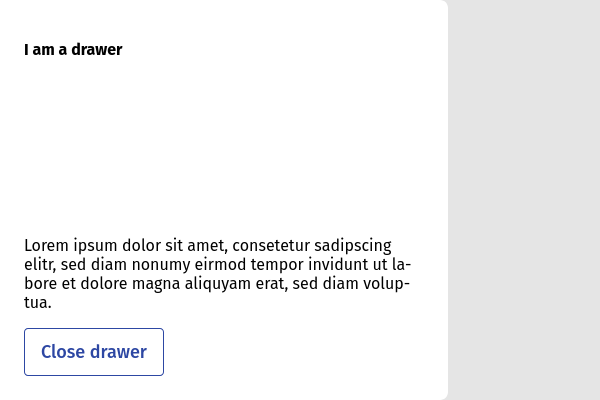 I am a drawer
Lorem ipsum dolor sit amet, consetetur sadipscing
elitr, sed diam nonumy eirmod tempor invidunt ut la-
bore et dolore magna aliquyam erat, sed diam volup-
tua.
Close drawer